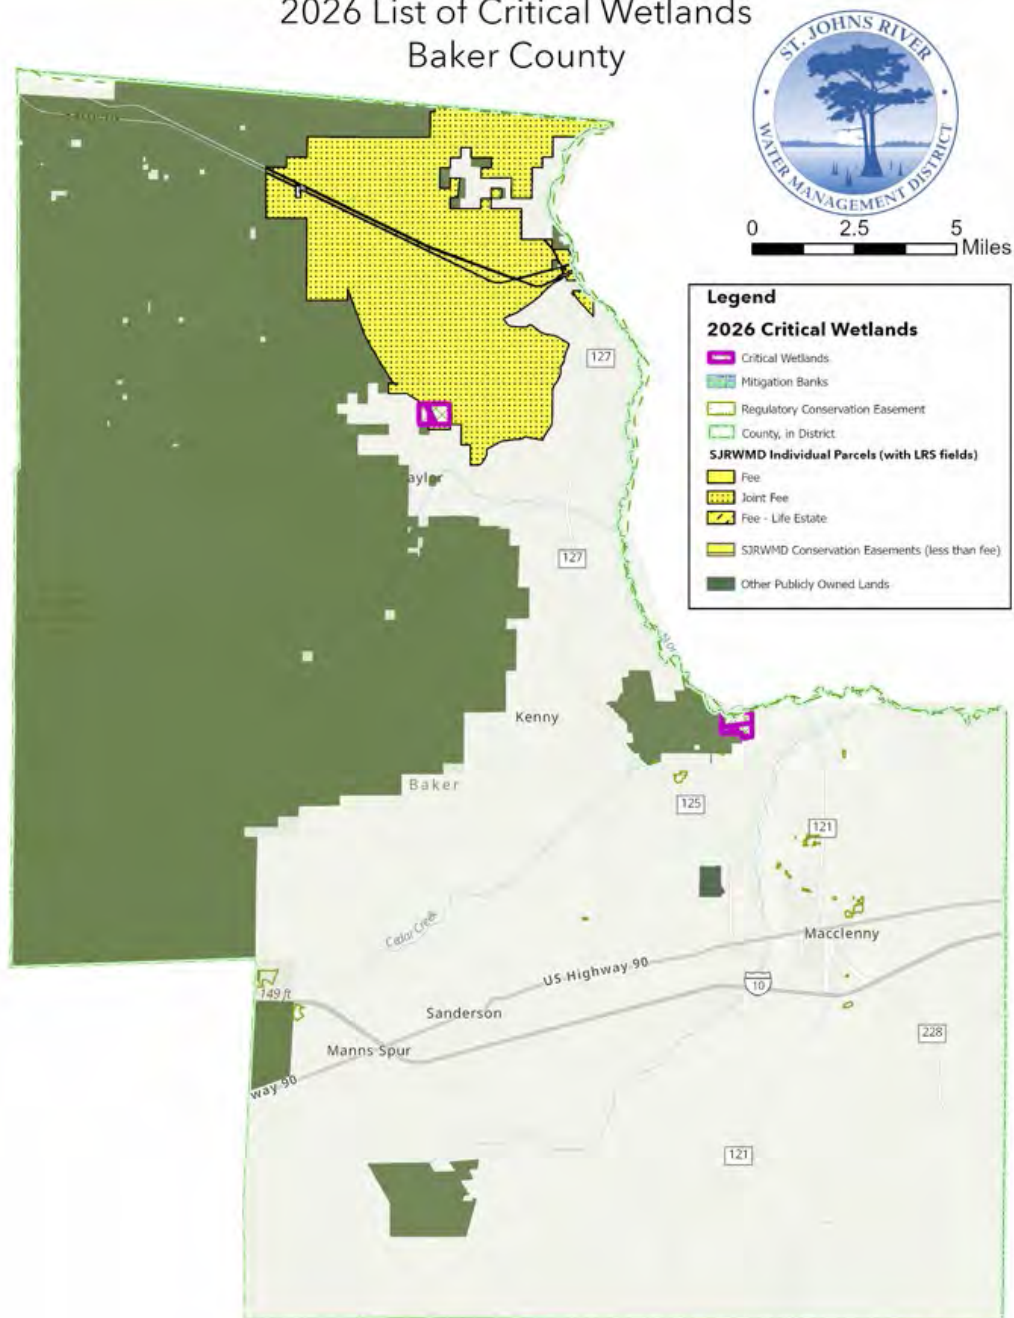 2026 List of Critical Wetlands
Baker County
ST. JOHNS RIVER
WATER MANAGEMENT DISTRICT
0 2.5 5
Miles
Legend
2026 Critical Wetlands
Critical Wetlands
Mitigation Banks
Regulatory Conservation Easement
County, in District
SJRWMD Individual Parcels (with LRS fields)
Fee
Joint Fee
Fee - Life Estate
SJRWMD Conservation Easements (less than fee)
Other Publicly Owned Lands
127
aylor
127
Kenny
Baker
125
121
Cedar Creek
Macclenny
US Highway 90
149 ft
10
Sanderson
228
Manns Spur
way 90
121